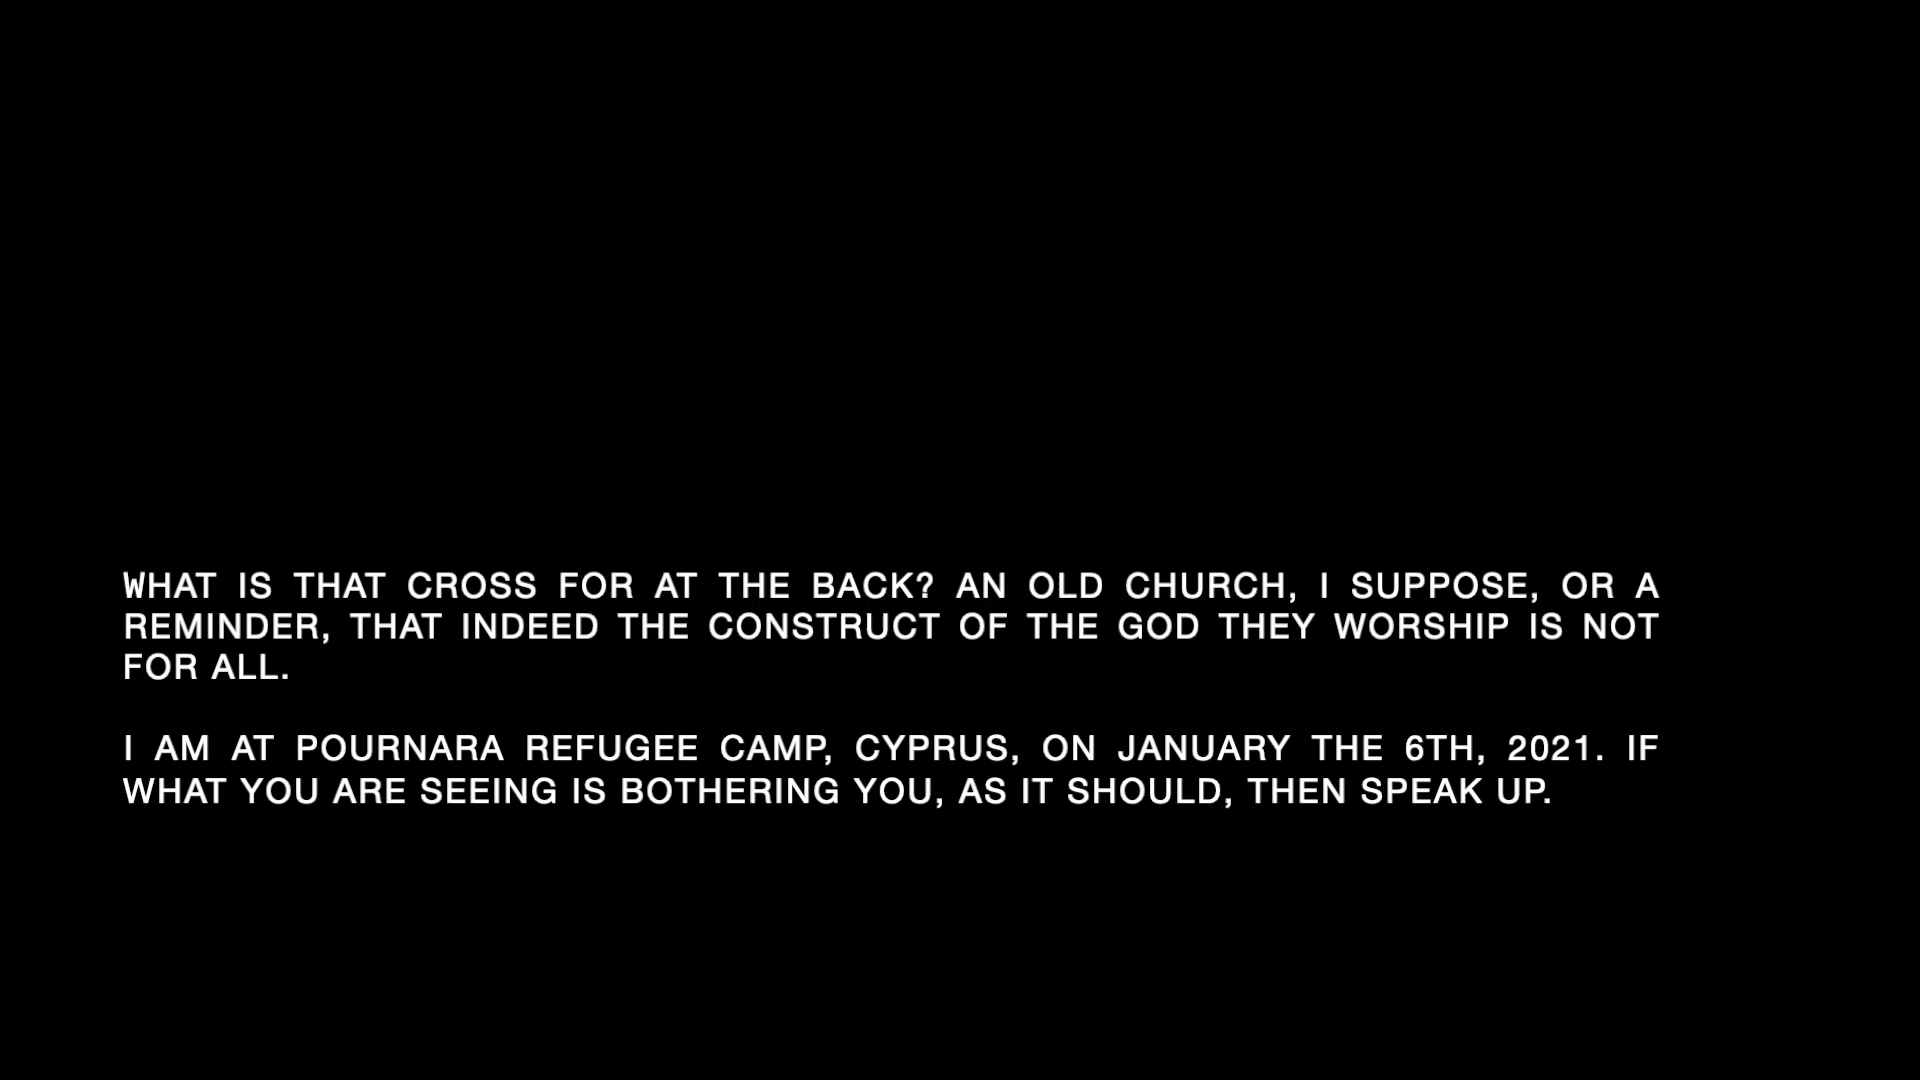 WHAT IS THAT CROSS FOR AT THE BACK? AN OLD CHURCH, I SUPPOSE, OR A
REMINDER, THAT INDEED THE CONSTRUCT OF THE GOD THEY WORSHIP IS NOT
FOR ALL.
I AM AT POURNARA REFUGEE CAMP, CYPRUS, ON JANUARY THE 6TH, 2021. IF
WHAT YOU ARE SEEING IS BOTHERING YOU, AS IT SHOULD, THEN SPEAK UP.